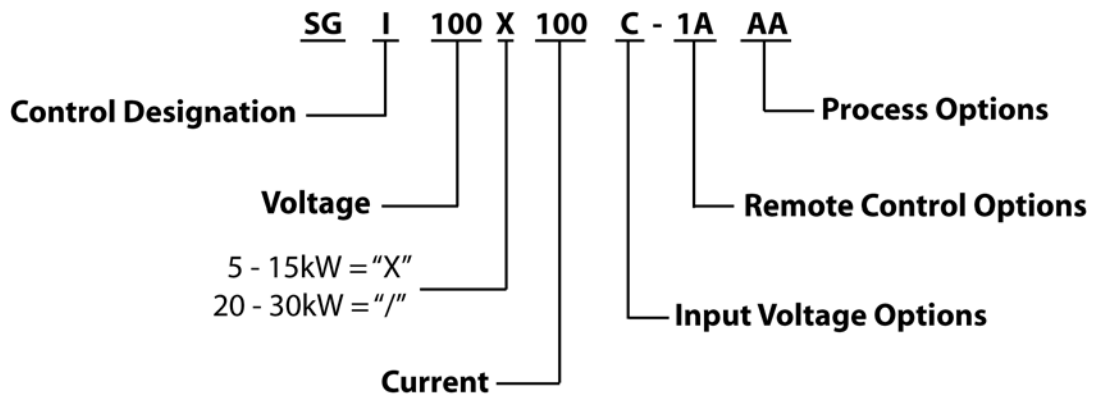 SG I 100 X 100 C - 1A AA
Control Designation
Process Options
Voltage
Remote Control Options
5 - 15kW = “X”
20 - 30kW = “/”
Input Voltage Options
Current